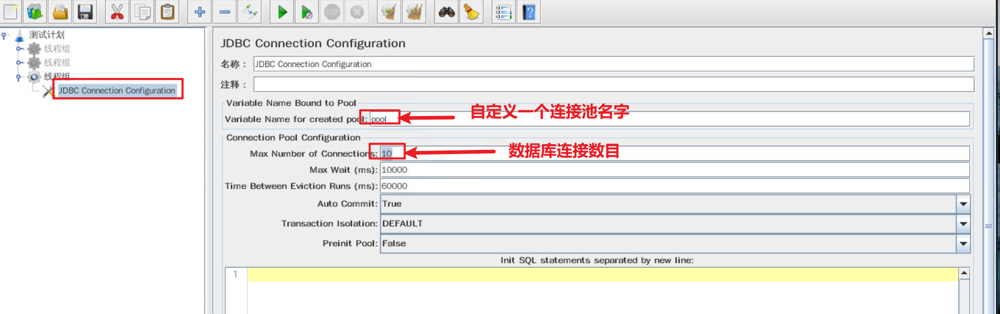 测试计划
线程组
线程组
线程组
JDBC Connection Configuration
JDBC Connection Configuration
名称： JDBC Connection Configuration
注释：
Variable Name Bound to Pool
Variable Name for created pool: pool
自定义一个连接池名字
Connection Pool Configuration
Max Number of Connections: 10
数据库连接数目
Max Wait (ms): 10000
Time Between Eviction Runs (ms): 60000
Auto Commit: True
Transaction Isolation: DEFAULT
Preinit Pool: False
Init SQL statements separated by new line:
1